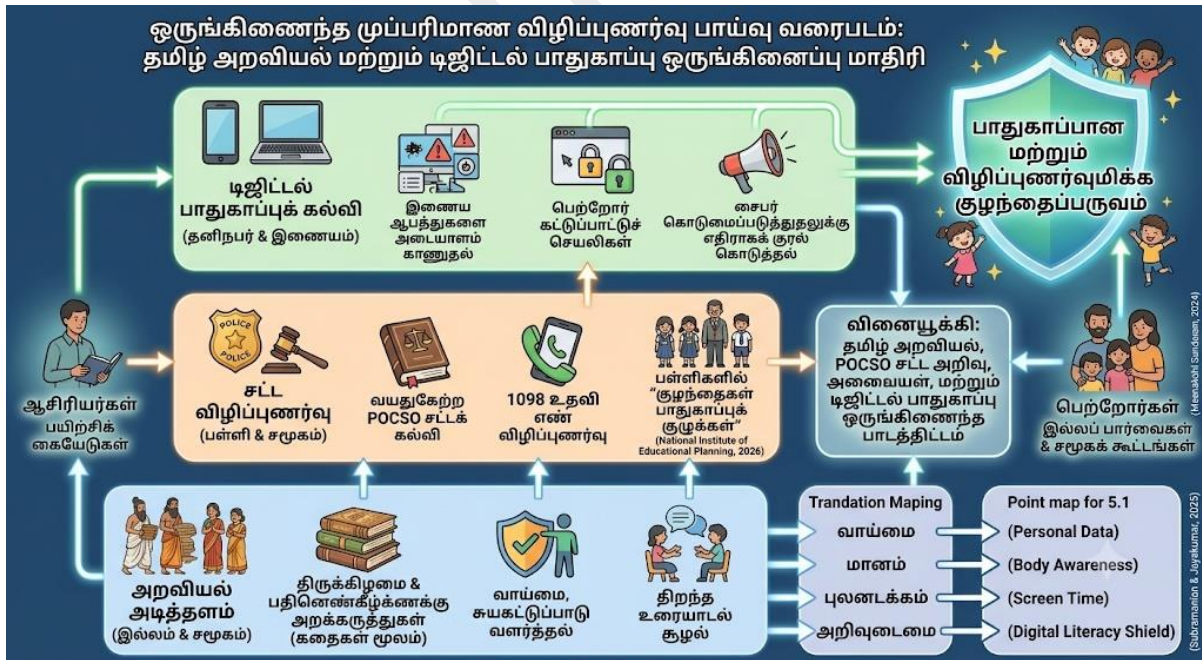 ஒருங்கிணைந்த முப்பரிமாண விழிப்புணர்வு பாய்வு வரைபடம்:
தமிழ் அறவியல் மற்றும் டிஜிட்டல் பாதுகாப்பு ஒருங்கினைப்பு மாதிரி
டிஜிட்டல்
பாதுகாப்புக் கல்வி
(தனிநபர் & இணையம்)
இணைய
ஆபத்துகளை
அடையாளம்
காணுதல்
பெற்றோர்
கட்டுப்பாட்டுச்
செயலிகள்
சைபர்
கொடுமைப்படுத்துதலுக்கு
எதிராகக் குரல்
கொடுத்தல்
பாதுகாப்பான
மற்றும்
விழிப்புணர்வுமிக்க
குழந்தைப்பருவம்
ஆசிரியர்கள்
பயிற்சிக்
கையேடுகள்
POLICE
POLICE
சட்ட
விழிப்புணர்வு
(பள்ளி & சமூகம்)
வயதுகேற்ற
POCSO சட்டக்
கல்வி
1098 உதவி
எண்
விழிப்புணர்வு
பள்ளிகளில்
"குழந்தைகள்
பாதுகாப்புக்
குழுக்கள்"
(National Institute of
Educational Planning, 2026)
வினையூக்கி:
தமிழ் அறவியல்,
POCSO சட்ட அறிவு,
அவையள், மற்றும்
டிஜிட்டல் பாதுகாப்பு
ஒருங்கிணைந்த
பாடத்திட்டம்
பெற்றோர்கள்
இல்லப் பார்வைகள்
& சமூகக் கூட்டங்கள்
(Meenakohi Sunderam, 2024)
அறவியல்
அடித்தளம்
(இல்லம் & சமூகம்)
திருக்கிழமை &
பதினெண்கீழ்க்ணக்கு
அறக்கருத்துகள்
(கதைகள் மூலம்)
வாய்மை,
சுயகட்டுப்பாடு
வளர்த்தல்
திறந்த
உரையாடல்
சூழல்
Trandation Maping
வாய்மை
மானம்
புலனடக்கம்
அறிவுடைமை
Point map for 5.1
(Personal Data)
(Body Awareness)
(Screen Time)
(Digital Literacy Shield)
(Subramanion & Jayakumar, 2025)